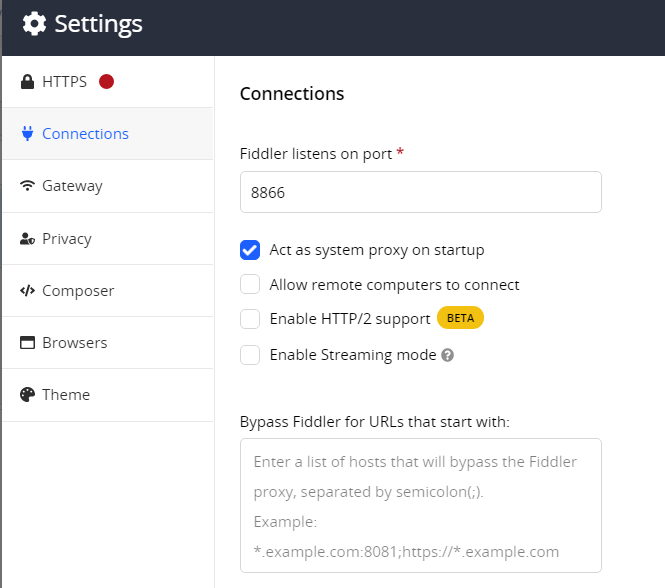 Settings
HTTPS
Connections
Gateway
Privacy
Composer
Browsers
Theme
Connections
Fiddler listens on port *
8866
Act as system proxy on startup
Allow remote computers to connect
Enable HTTP/2 support BETA
Enable Streaming mode ?
Bypass Fiddler for URLs that start with:
Enter a list of hosts that will bypass the Fiddler
proxy, separated by semicolon(;).
Example:
*.example.com:8081;https://*.example.com